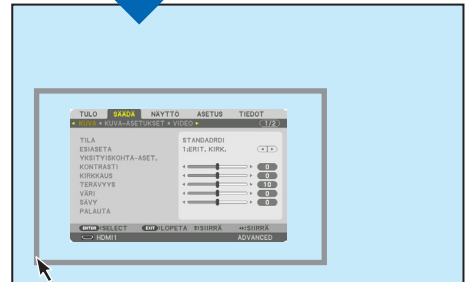 TULO SÄÄDÄ NÄYTTÖ ASETUS TIEDOT
KUVA • KUVA-ASETUKSET • VIDEO 1/2
TILA STANDADRDI
ESIASETA 1:ERIT. KIRK.
YKSITYISKOHTA-ASET.
KONTRASTI 0
KIRKKAUS 0
TERÄVYYS 10
VÄRI 0
SÄVY 0
PALAUTA
ENTER :SELECT EXIT :LOPETA :SIIRRÄ :SIIRRÄ
HDMI1 ADVANCED